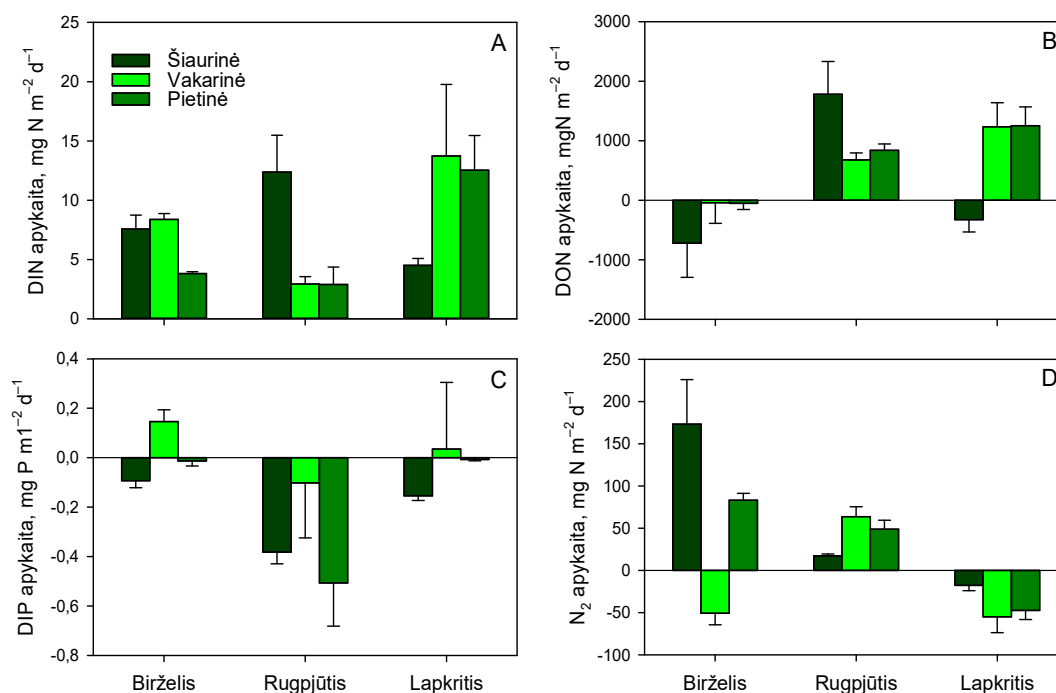 A
DIN apykaita, mg N m⁻² d⁻¹
25
20
15
10
5
0
Šiaurinė
Vakarinė
Pietinė
B
DON apykaita, mgN m⁻² d⁻¹
3000
2000
1000
0
-1000
-2000
C
DIP apykaita, mg P m1⁻² d⁻¹
0,4
0,2
0,0
-0,2
-0,4
-0,6
-0,8
Birželis Rugpjūtis Lapkritis
D
N₂ apykaita, mg N m⁻² d⁻¹
250
200
150
100
50
0
-50
-100
Birželis Rugpjūtis Lapkritis